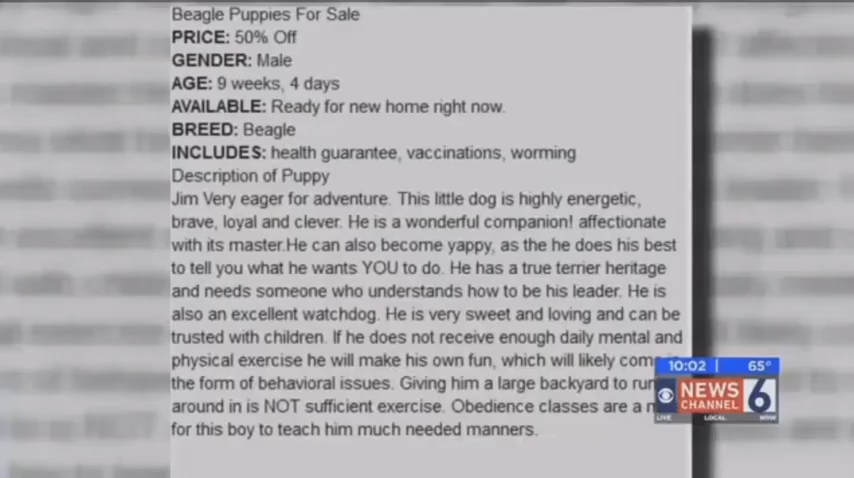 Beagle Puppies For Sale
PRICE: 50% Off
GENDER: Male
AGE: 9 weeks, 4 days
AVAILABLE: Ready for new home right now.
BREED: Beagle
INCLUDES: health guarantee, vaccinations, worming
Description of Puppy
Jim Very eager for adventure. This little dog is highly energetic,
brave, loyal and clever. He is a wonderful companion! affectionate
with its master.He can also become yappy, as the he does his best
to tell you what he wants YOU to do. He has a true terrier heritage
and needs someone who understands how to be his leader. He is
also an excellent watchdog. He is very sweet and loving and can be
trusted with children. If he does not receive enough daily mental and
physical exercise he will make his own fun, which will likely
the form of behavioral issues. Giving him a large backyard to
around in is NOT sufficient exercise. Obedience classes are a
for this boy to teach him much needed manners.
10:02 | 65°
NEWS 6
CHANNEL
LIVE LOCAL NOW